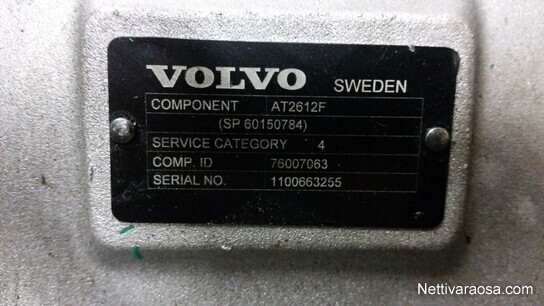 VOLVO SWEDEN
COMPONENT AT2612F
(SP 60150784)
SERVICE CATEGORY 4
COMP. ID 76007063
SERIAL NO. 1100663255
Nettivaraosa.com